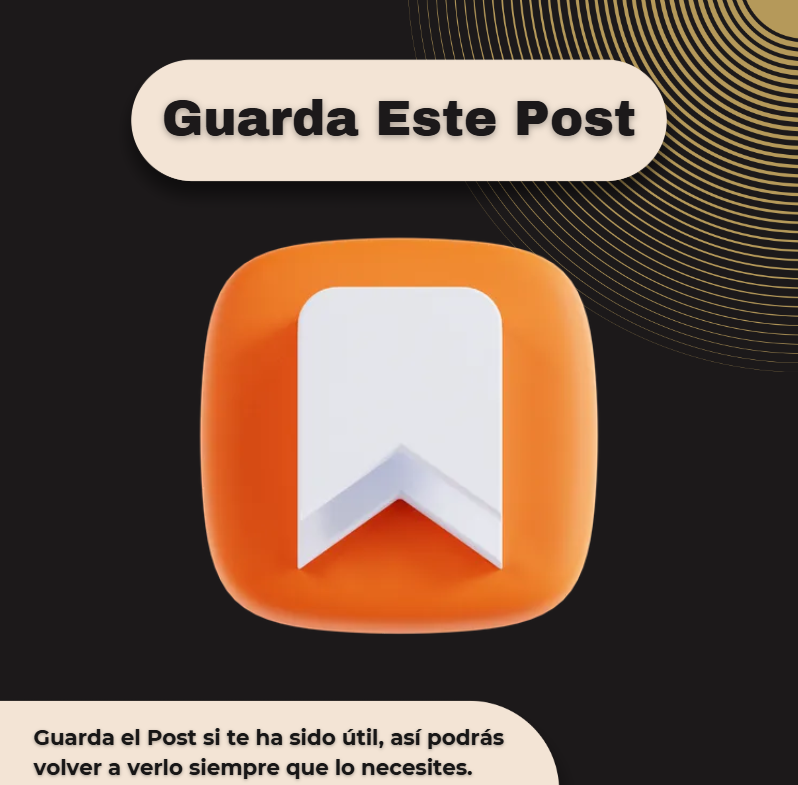 Guarda Este Post
Guarda el Post si te ha sido útil, así podrás
volver a verlo siempre que lo necesites.